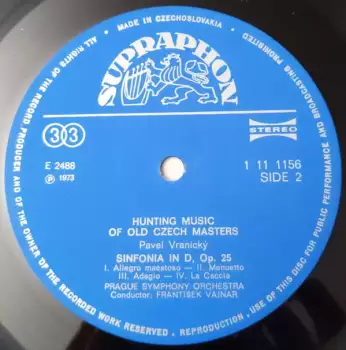 MADE IN CZECHOSLOVAKIA
ALL RIGHTS OF THE RECORD PRODUCER AND OF THE OWNER OF THE RECORDED WORK RESERVED. REPRODUCTION, USE OF THIS DISC FOR PUBLIC PERFORMANCE AND BROADCASTING PROHIBITED
SUPRAPHON
33
STEREO
E 2488
℗ 1973
1 11 1156
SIDE 2
HUNTING MUSIC
OF OLD CZECH MASTERS
Pavel Vranický
SINFONIA IN D, Op. 25
I. Allegro maestoso – II. Menuetto
III. Adagio – IV. La Caccia
PRAGUE SYMPHONY ORCHESTRA
Conductor: FRANTIŠEK VAJNAR